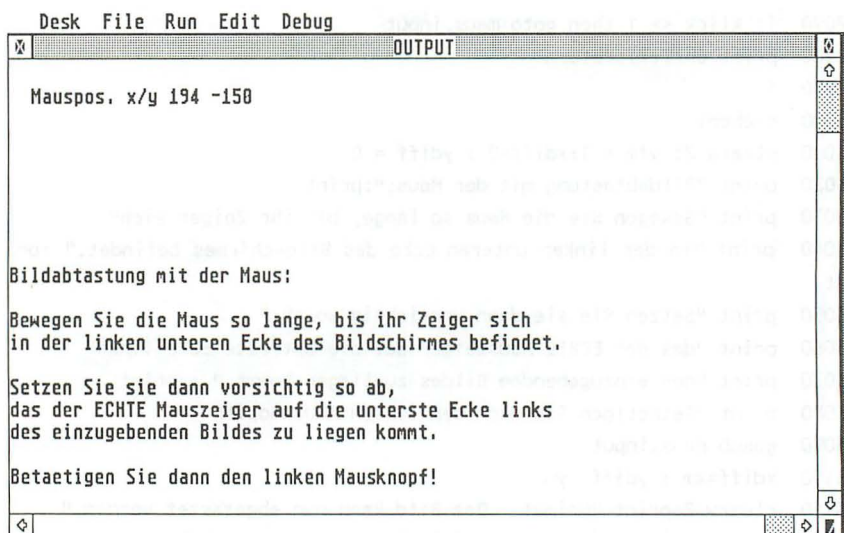 Desk File Run Edit Debug
OUTPUT
Mauspos. x/y 194 -158
Bildabtastung mit der Maus:
Bewegen Sie die Maus so lange, bis ihr Zeiger sich
in der linken unteren Ecke des Bildschirmes befindet.
Setzen Sie sie dann vorsichtig so ab,
das der ECHTE Mauszeiger auf die unterste Ecke links
des einzugebenden Bildes zu liegen kommt.
Betaetigen Sie dann den linken Mausknopf!